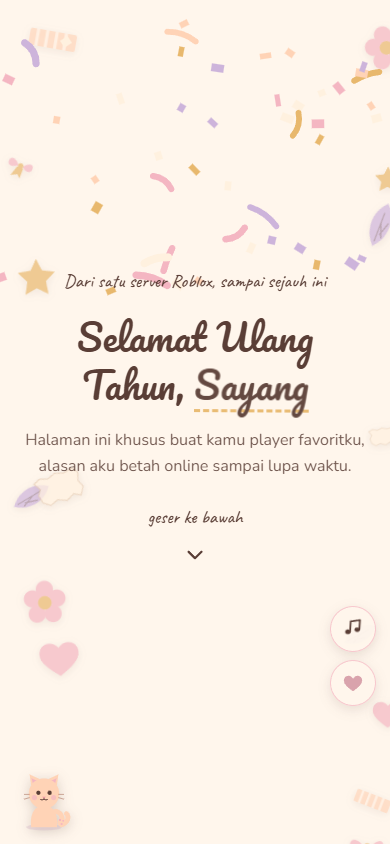 Dari satu server Roblox, sampai sejauh ini
Selamat Ulang
Tahun, Sayang
Halaman ini khusus buat kamu player favoritku,
alasan aku betah online sampai lupa waktu.
geser ke bawah